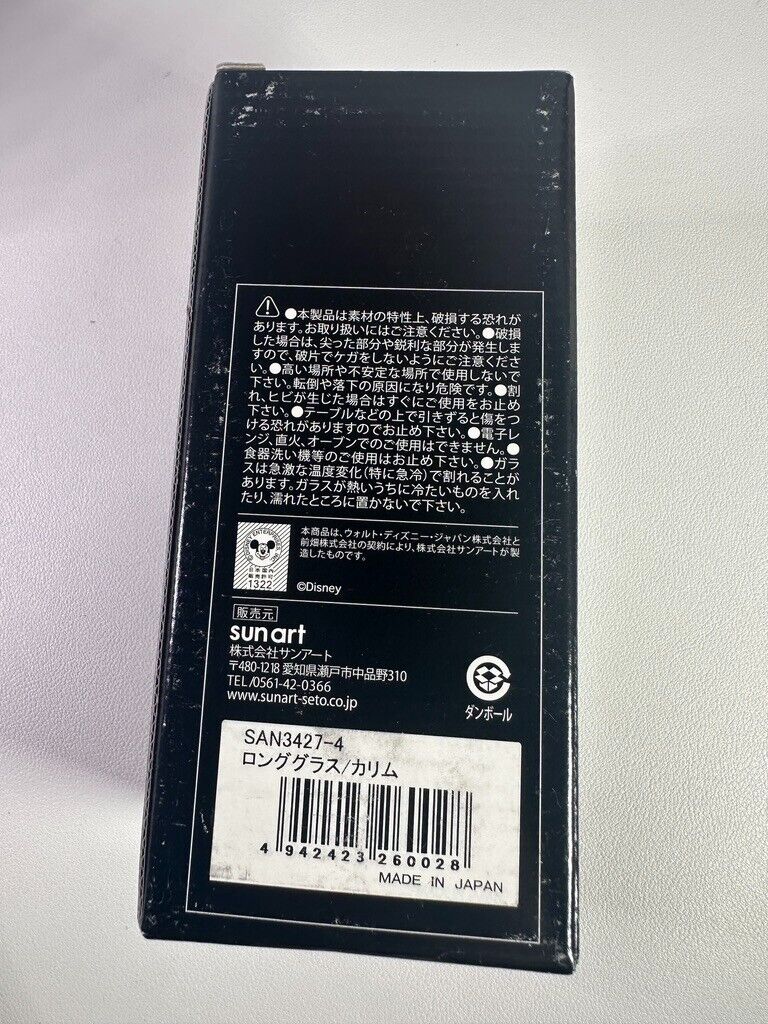 ●本製品は素材の特性上、破損する恐れが
あります。お取り扱いにはご注意ください。●破損
した場合は、尖った部分や鋭利な部分が発生しま
すので、破片でケガをしないようにご注意くださ
い。●高い場所や不安定な場所で使用しないで
下さい。転倒や落下の原因になり危険です。●割
れ、ヒビが生じた場合はすぐにご使用をお止め
下さい。●テーブルなどの上で引きずると傷をつ
ける恐れがありますのでお止め下さい。●電子レ
ンジ、直火、オーブンでのご使用はできません。●
食器洗い機等のご使用はお止め下さい。●ガラ
スは急激な温度変化(特に急冷)で割れることが
あります。ガラスが熱いうちに冷たいものを入れ
たり、濡れたところに置かないで下さい。
日本国内
販売許可
1322
本商品は、ウォルト・ディズニー・ジャパン株式会社と
前畑株式会社の契約により、株式会社サンアートが製
造したものです。
©Disney
販売元
sunart
株式会社サンアート
〒480-1218 愛知県瀬戸市中品野310
TEL/0561-42-0366
www.sunart-seto.co.jp
ダンボール
SAN3427-4
ロンググラス/カリム
4 942423 260028
MADE IN JAPAN